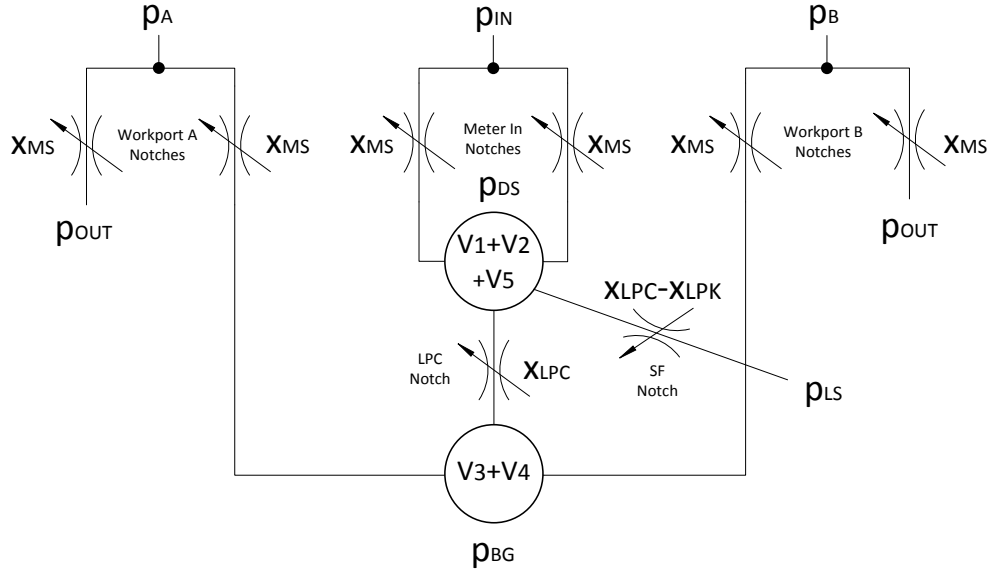 pA
pIN
pB
xMS
Workport A
Notches
xMS
xMS
Meter In
Notches
xMS
xMS
Workport B
Notches
xMS
pDS
pOUT
pOUT
V1+V2
+V5
xLPC-xLPK
LPC
Notch
xLPC
SF
Notch
pLS
V3+V4
pBG